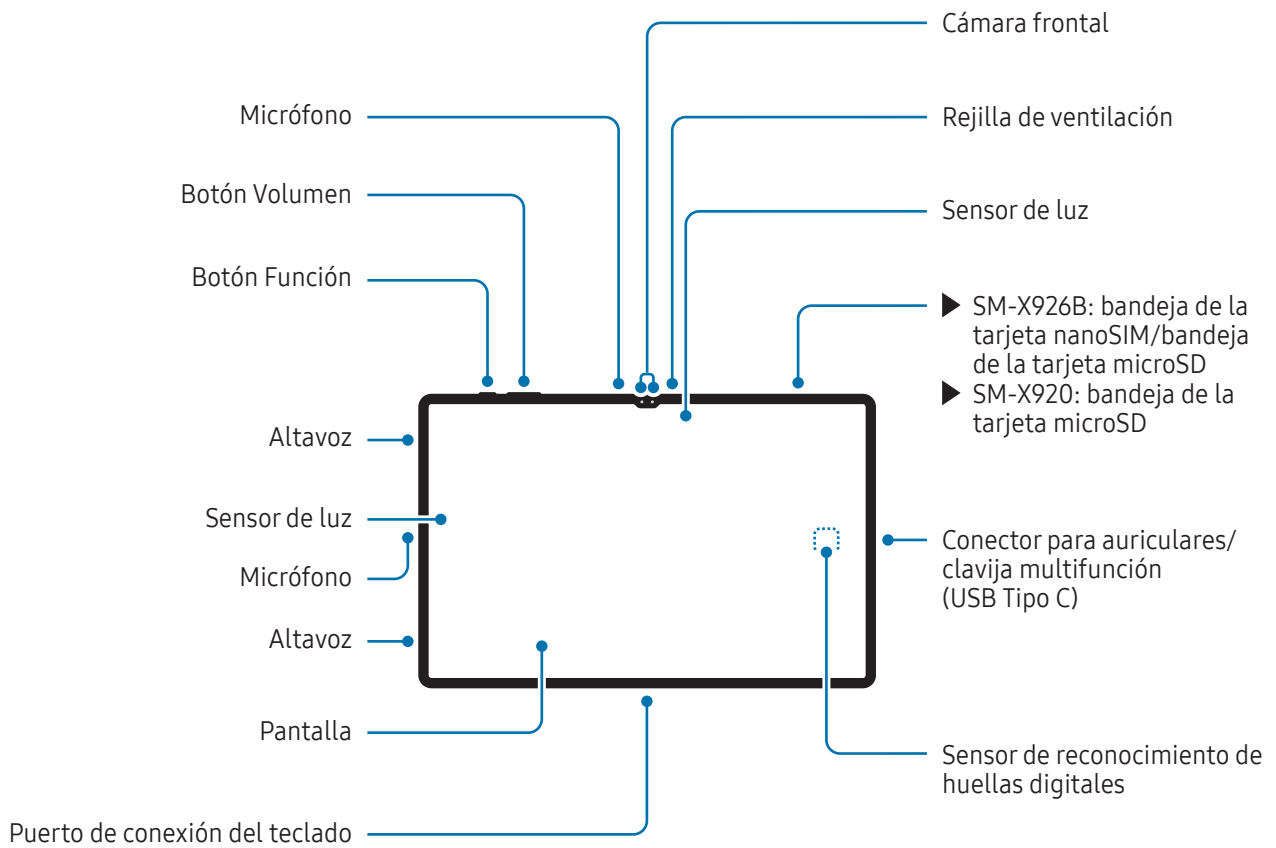 Cámara frontal
Micrófono
Rejilla de ventilación
Botón Volumen
Sensor de luz
Botón Función
▶ SM-X926B: bandeja de la
tarjeta nanoSIM/bandeja
de la tarjeta microSD
▶ SM-X920: bandeja de la
tarjeta microSD
Altavoz
Sensor de luz
Micrófono
Conector para auriculares/
clavija multifunción
(USB Tipo C)
Altavoz
Pantalla
Sensor de reconocimiento de
huellas digitales
Puerto de conexión del teclado